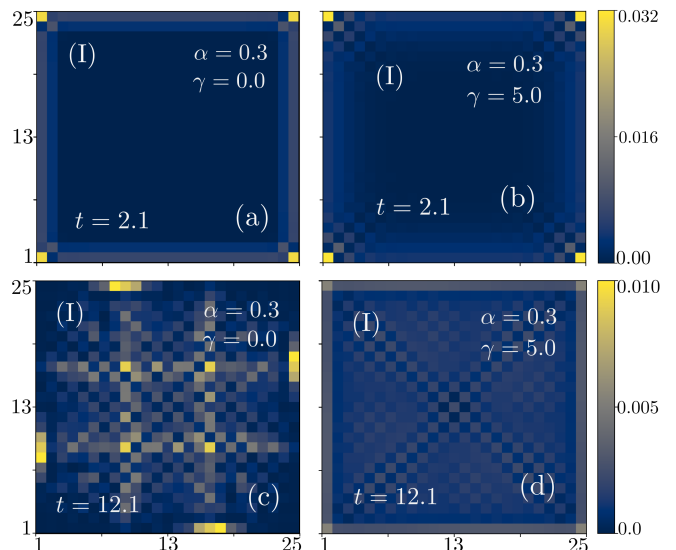 25
(I)
α = 0.3
γ = 0.0
13
t = 2.1
(a)
1
(I)
α = 0.3
γ = 5.0
t = 2.1
(b)
0.032
0.016
0.00
25
(I)
α = 0.3
γ = 0.0
13
t = 12.1
(c)
1
1
13
25
(I)
α = 0.3
γ = 5.0
t = 12.1
(d)
1
13
25
0.010
0.005
0.0